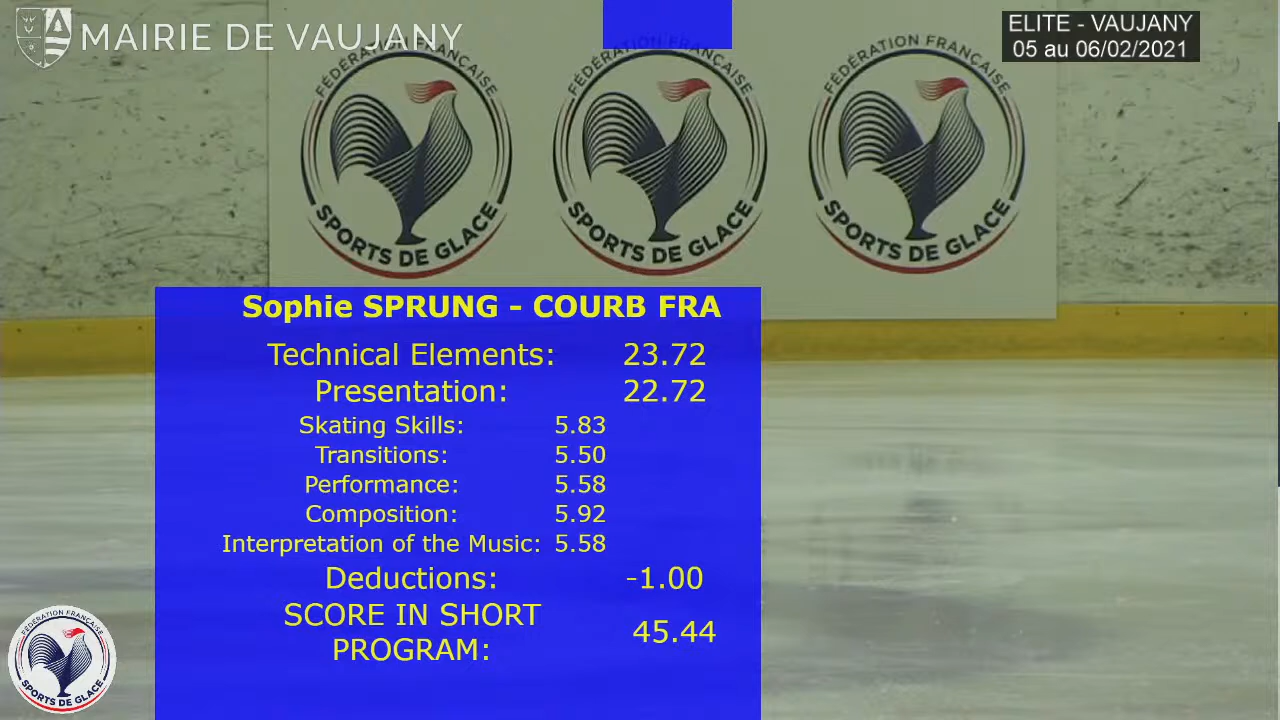 MAIRIE DE VAUJANY
ELITE - VAUJANY
05 au 06/02/2021
FÉDÉRATION FRANÇAISE
SPORTS DE GLACE
FÉDÉRATION FRANÇAISE
SPORTS DE GLACE
FÉDÉRATION FRANÇAISE
SPORTS DE GLACE
Sophie SPRUNG - COURB FRA
Technical Elements: 23.72
Presentation: 22.72
Skating Skills: 5.83
Transitions: 5.50
Performance: 5.58
Composition: 5.92
Interpretation of the Music: 5.58
Deductions: -1.00
SCORE IN SHORT
PROGRAM: 45.44
FÉDÉRATION FRANÇAISE
SPORTS DE GLACE